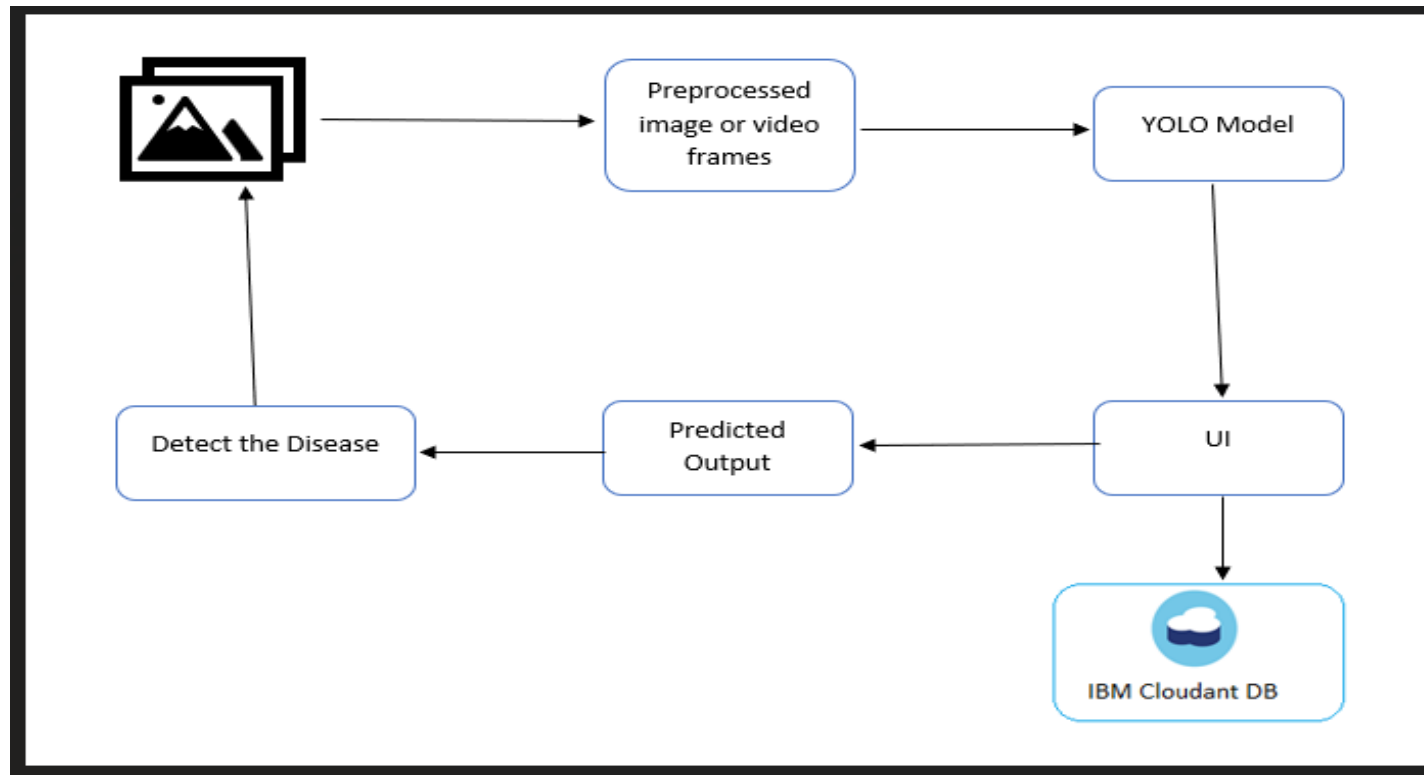 Preprocessed
image or video
frames
YOLO Model
Detect the Disease
Predicted
Output
UI
IBM Cloudant DB